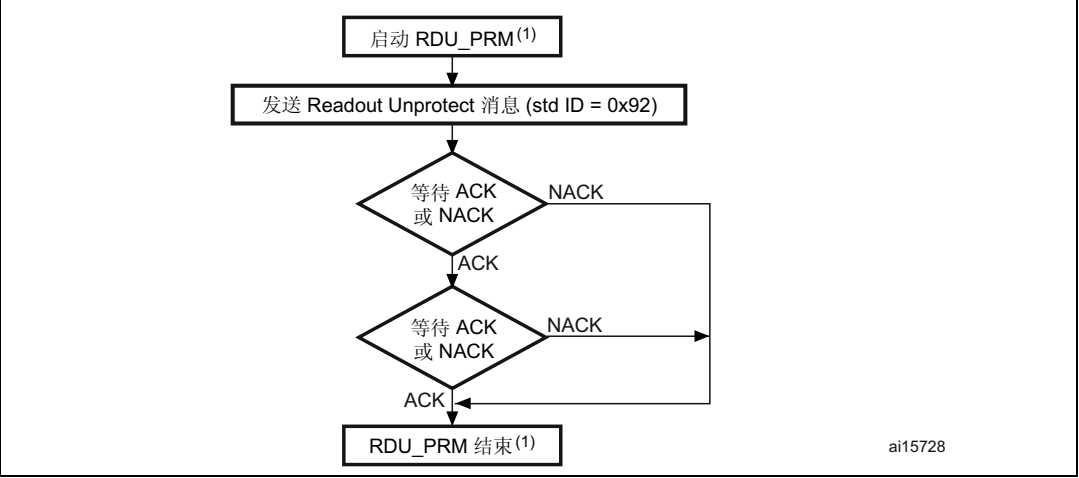 启动 RDU_PRM(1)
发送 Readout Unprotect 消息 (std ID = 0x92)
等待 ACK
或 NACK
NACK
ACK
等待 ACK
或 NACK
NACK
ACK
RDU_PRM 结束(1)
ai15728